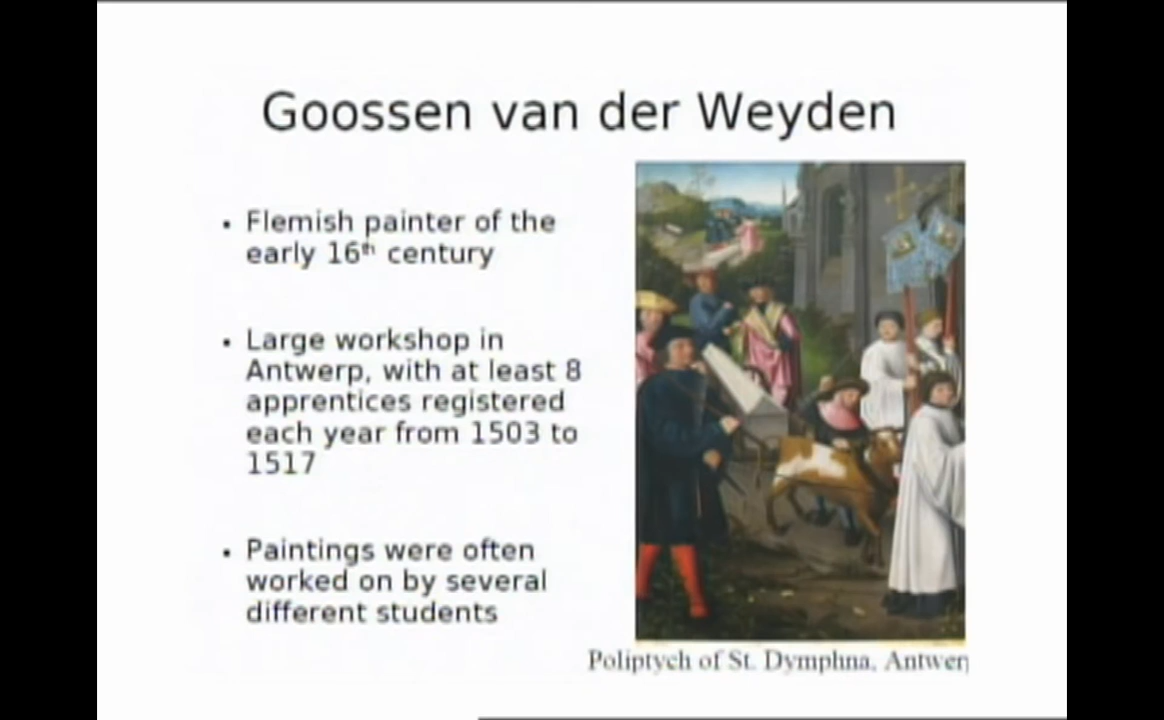 Goossen van der Weyden
• Flemish painter of the
early 16th century
• Large workshop in
Antwerp, with at least 8
apprentices registered
each year from 1503 to
1517
• Paintings were often
worked on by several
different students
Poliptych of St. Dymphna, Antwer